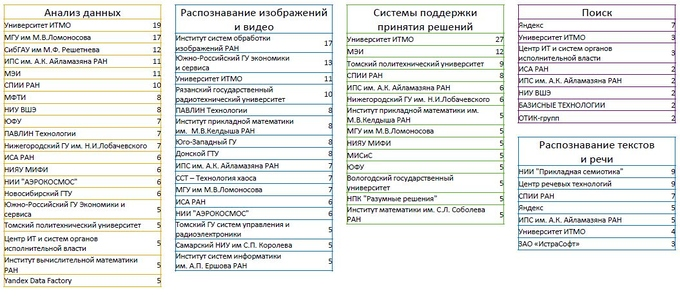 Анализ данных
Университет ИТМО 19
МГУ им М.В.Ломоносова 17
СибГАУ им М.Ф. Решетнева 12
ИПС им. А.К. Айламазяна РАН 11
МЭИ 11
СПИИ РАН 10
МФТИ 8
НИУ ВШЭ 8
ЮФУ 7
ПАВЛИН Технологии 7
Нижегородский ГУ им. Н.И.Лобачевского 7
ИСА РАН 6
НИЯУ МИФИ 6
НИИ "АЭРОКОСМОС" 6
Новосибирский ГТУ 6
Южно-Российский ГУ Экономики и
сервиса 5
Томский политехнический университет 5
Центр ИТ и систем органов
исполнительной власти 5
Институт вычислительной математики
РАН 5
Yandex Data Factory 5
Распознавание изображений
и видео
Институт систем обработки
изображений РАН 17
Южно-Российский ГУ экономики
и сервиса 13
Университет ИТМО 11
Рязанский государственный
радиотехнический университет 10
ПАВЛИН Технологии 8
Институт прикладной математики
им. М.В.Келдыша РАН 8
Юго-Западный ГУ 8
Донской ГТУ 8
ИПС им. А.К. Айламазяна РАН 7
ССТ – Технология хаоса 7
МГУ им М.В.Ломоносова 7
ИСА РАН 6
НИИ "АЭРОКОСМОС" 6
Томский ГУ систем управления и
радиоэлектроники 5
Самарский НИУ им С.П. Королева 5
Институт систем информатики
им. А.П. Ершова РАН 5
Системы поддержки
принятия решений
Университет ИТМО 27
МЭИ 12
Томский политехнический университет 9
СПИИ РАН 8
ИПС им. А.К. Айламазяна РАН 6
Нижегородский ГУ им. Н.И.Лобачевского 6
Институт прикладной математики им.
М.В.Келдыша РАН 5
МГУ им М.В.Ломоносова 5
НИЯУ МИФИ 5
МИСиС 5
ЮФУ 5
Вологодский государственный
университет 5
НПК "Разумные решения" 5
Институт математики им. С.Л. Соболева
РАН 5
Поиск
Яндекс 7
Университет ИТМО 3
Центр ИТ и систем органов
исполнительной власти 3
ИСА РАН 2
ИПС им. А.К. Айламазяна РАН 2
НИУ ВШЭ 2
БАЗИСНЫЕ ТЕХНОЛОГИИ 2
ОТИК-групп 2
Распознавание текстов
и речи
НИИ "Прикладная семиотика" 9
Центр речевых технологий 9
СПИИ РАН 7
Яндекс 5
ИПС им. А.К. Айламазяна РАН 5
Университет ИТМО 4
ЗАО «ИстраСофт» 3